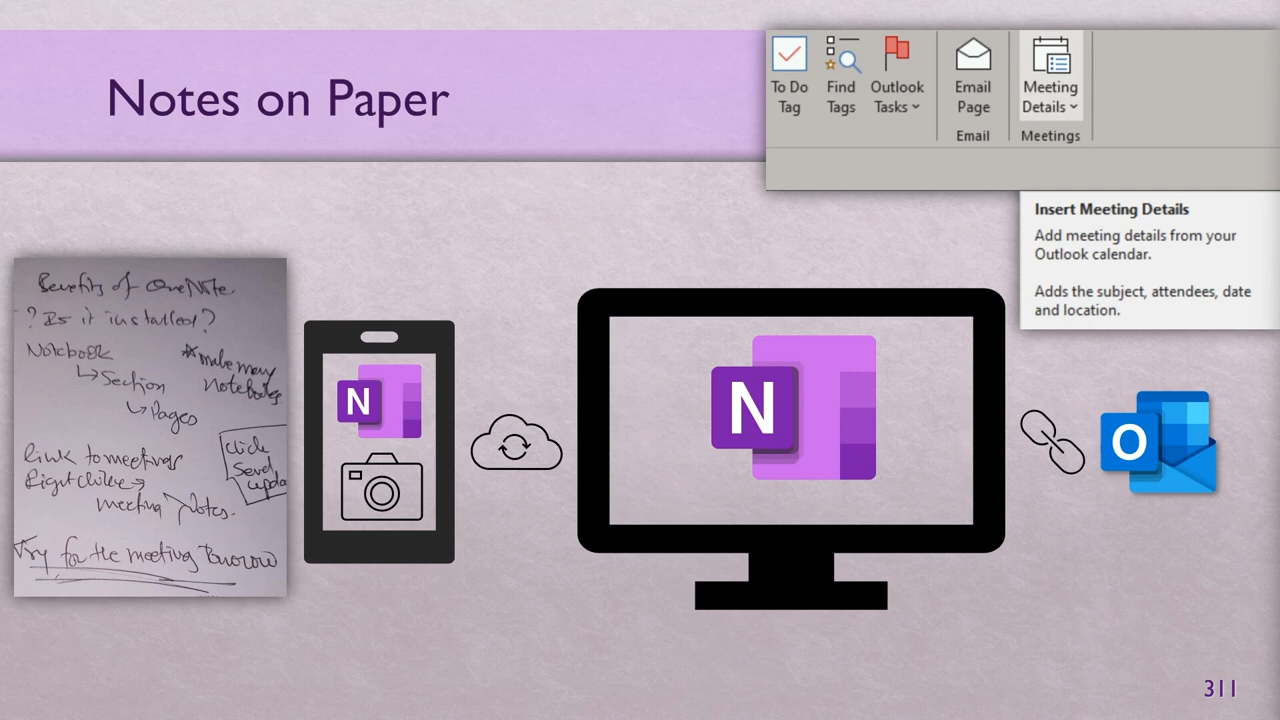 Notes on Paper
To Do Tag
Find Tags
Outlook Tasks
Email Page
Meeting Details
Email
Meetings
Insert Meeting Details
Add meeting details from your
Outlook calendar.
Adds the subject, attendees, date
and location.
Benefits of OneNote
? Is it installed?
Notebook
Section
Pages
* make many
Notebooks
Link to meetings
Right click
meeting Notes.
Click
Send
upda
Try for the meeting Tomorrow
N
N
O
311